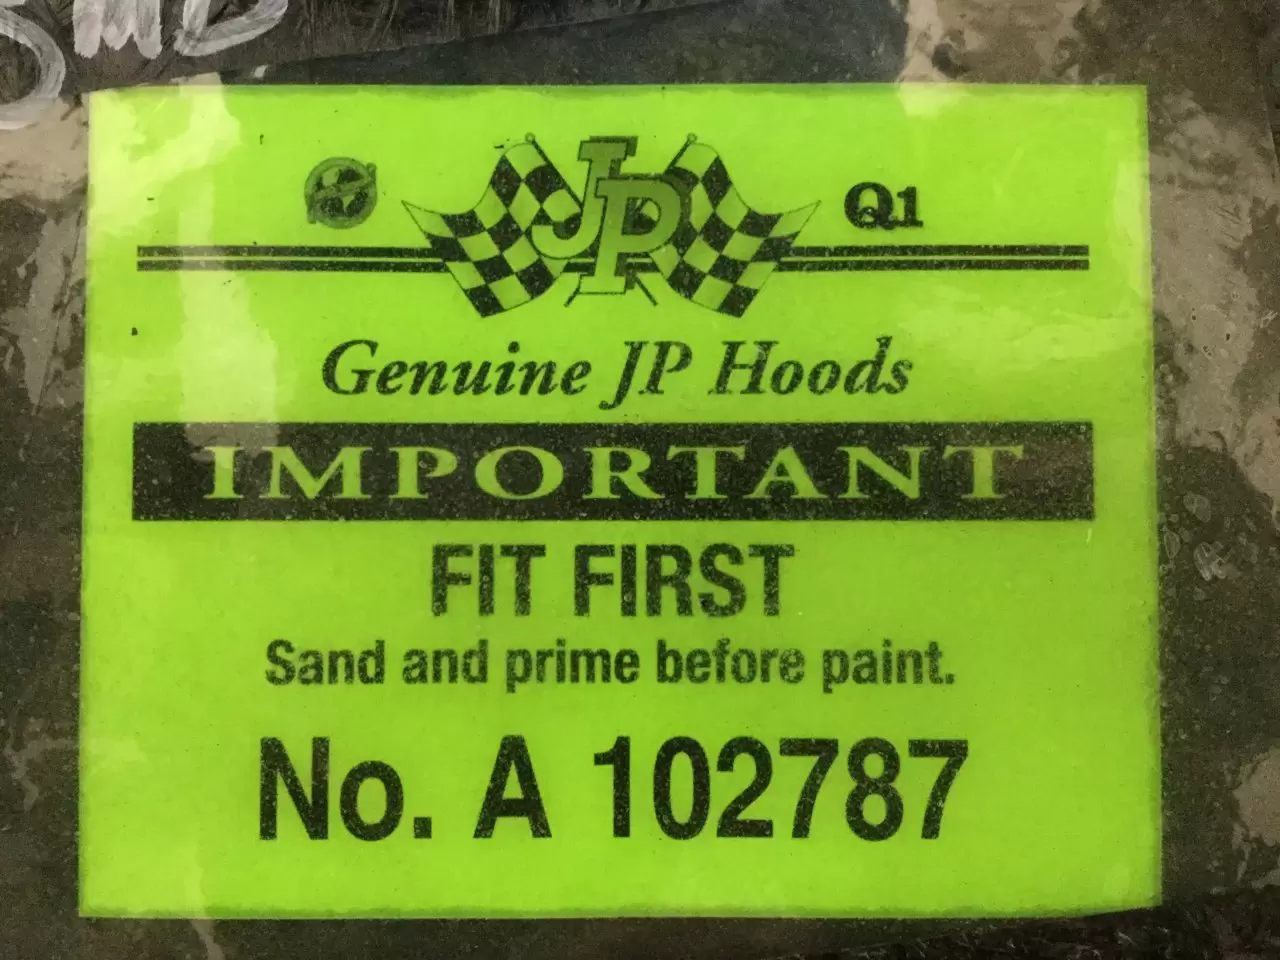 JP
Q1
Genuine JP Hoods
IMPORTANT
FIT FIRST
Sand and prime before paint.
No. A 102787